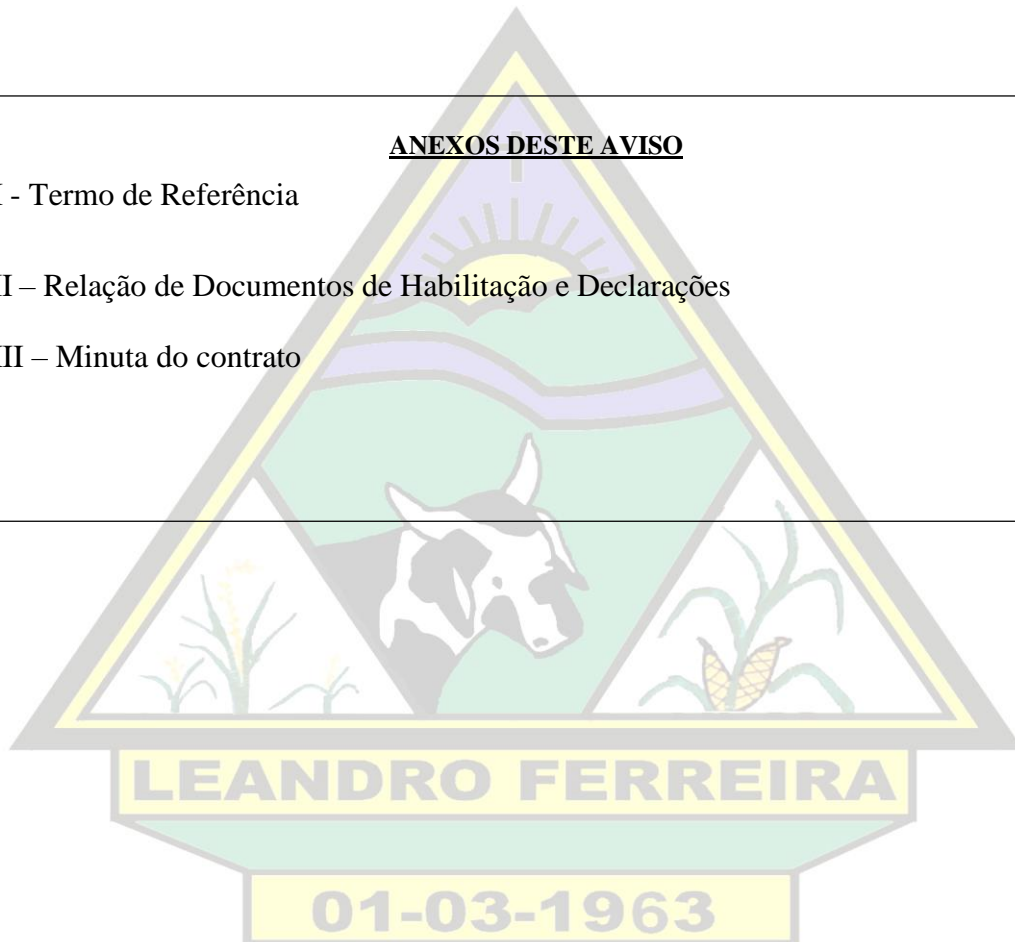 ANEXOS DESTE AVISO
I - Termo de Referência
II – Relação de Documentos de Habilitação e Declarações
III – Minuta do contrato
LEANDRO FERREIRA
01-03-1963